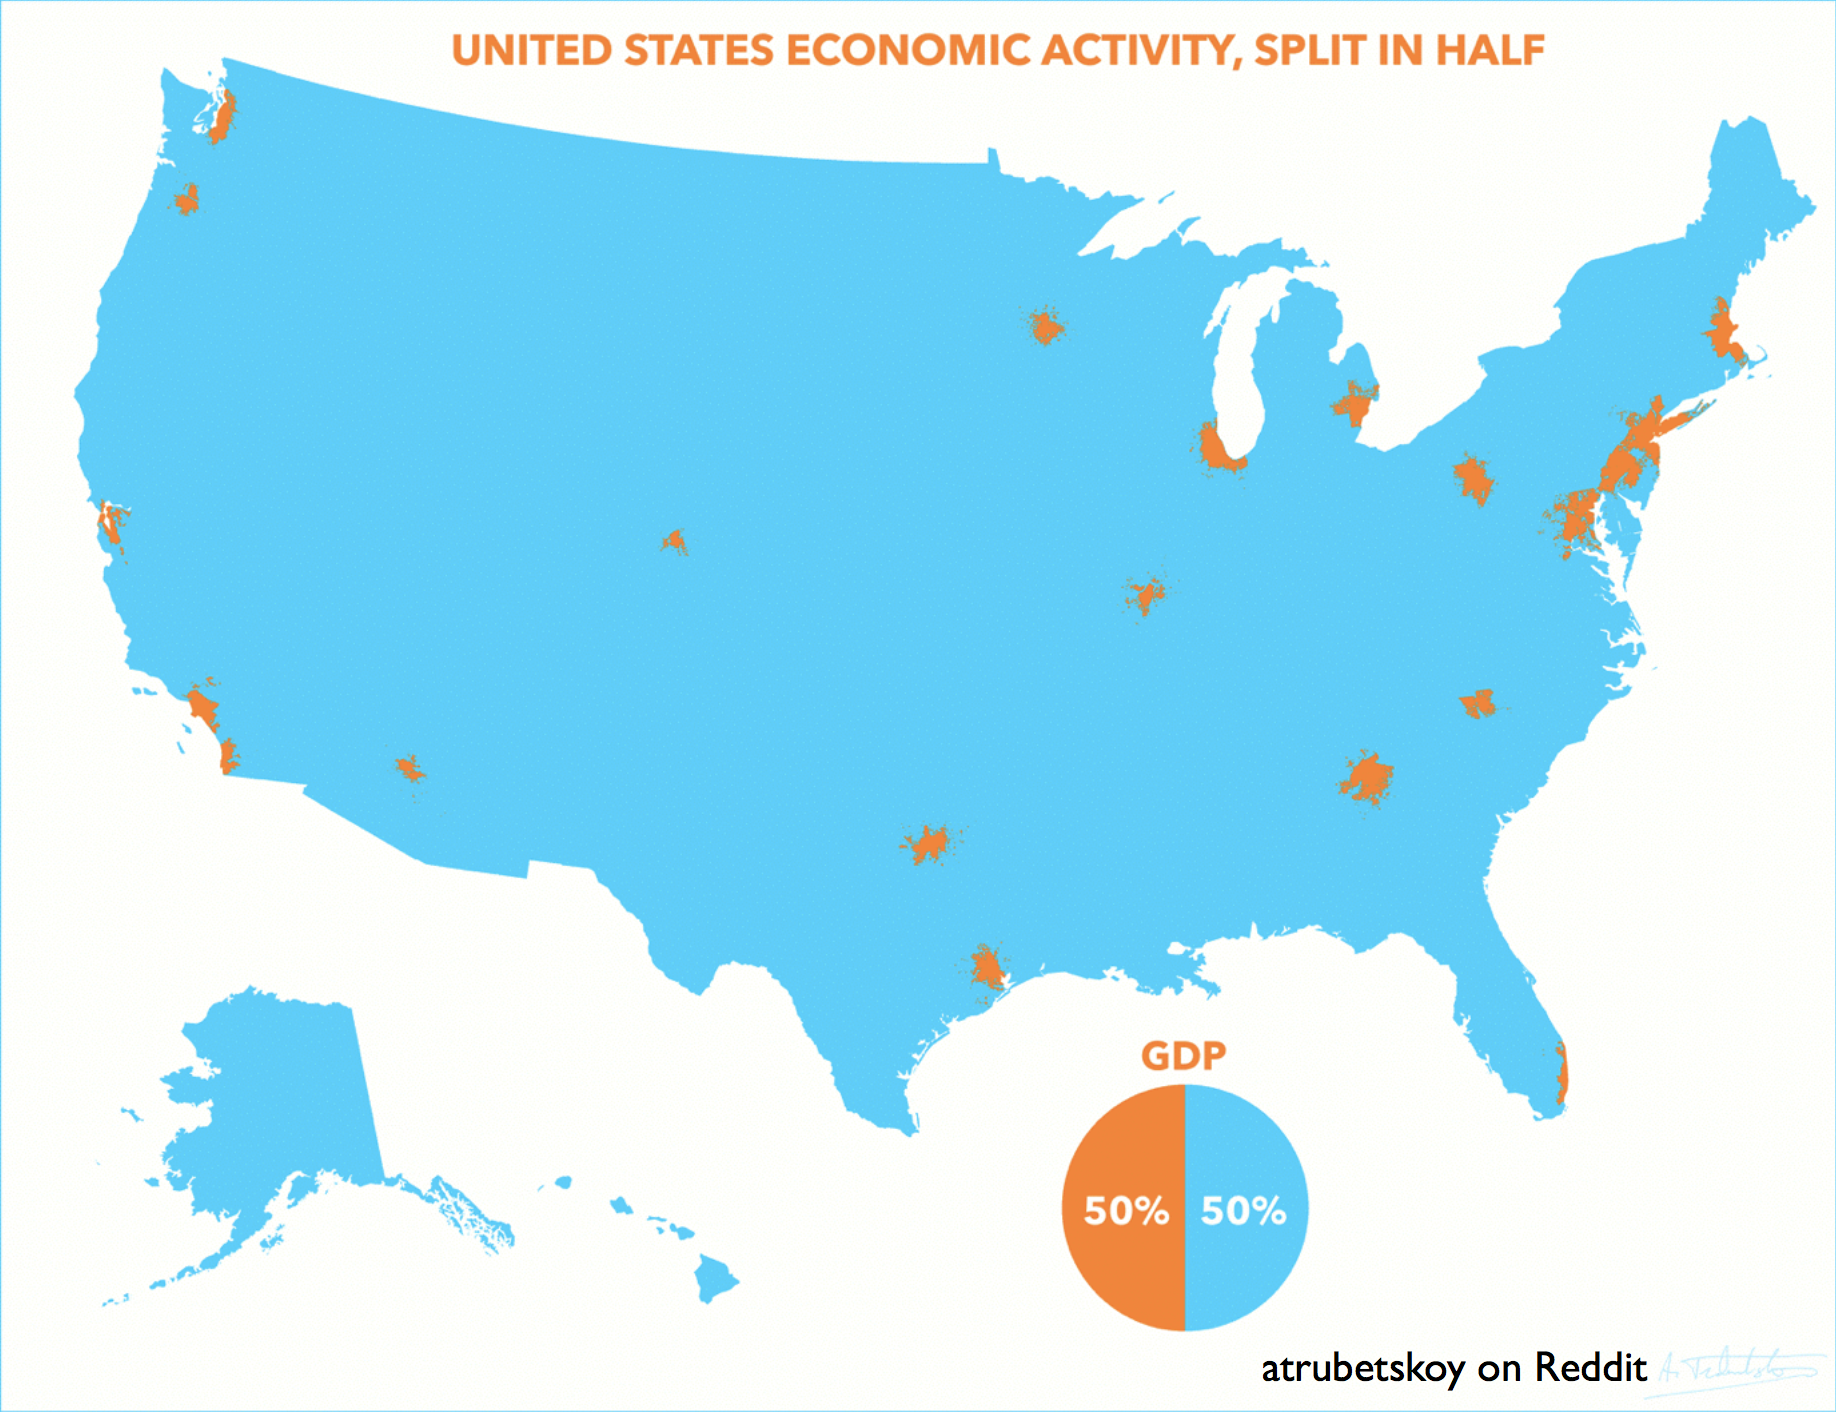 UNITED STATES ECONOMIC ACTIVITY, SPLIT IN HALF
GDP
50% 50%
atrubetskoy on Reddit